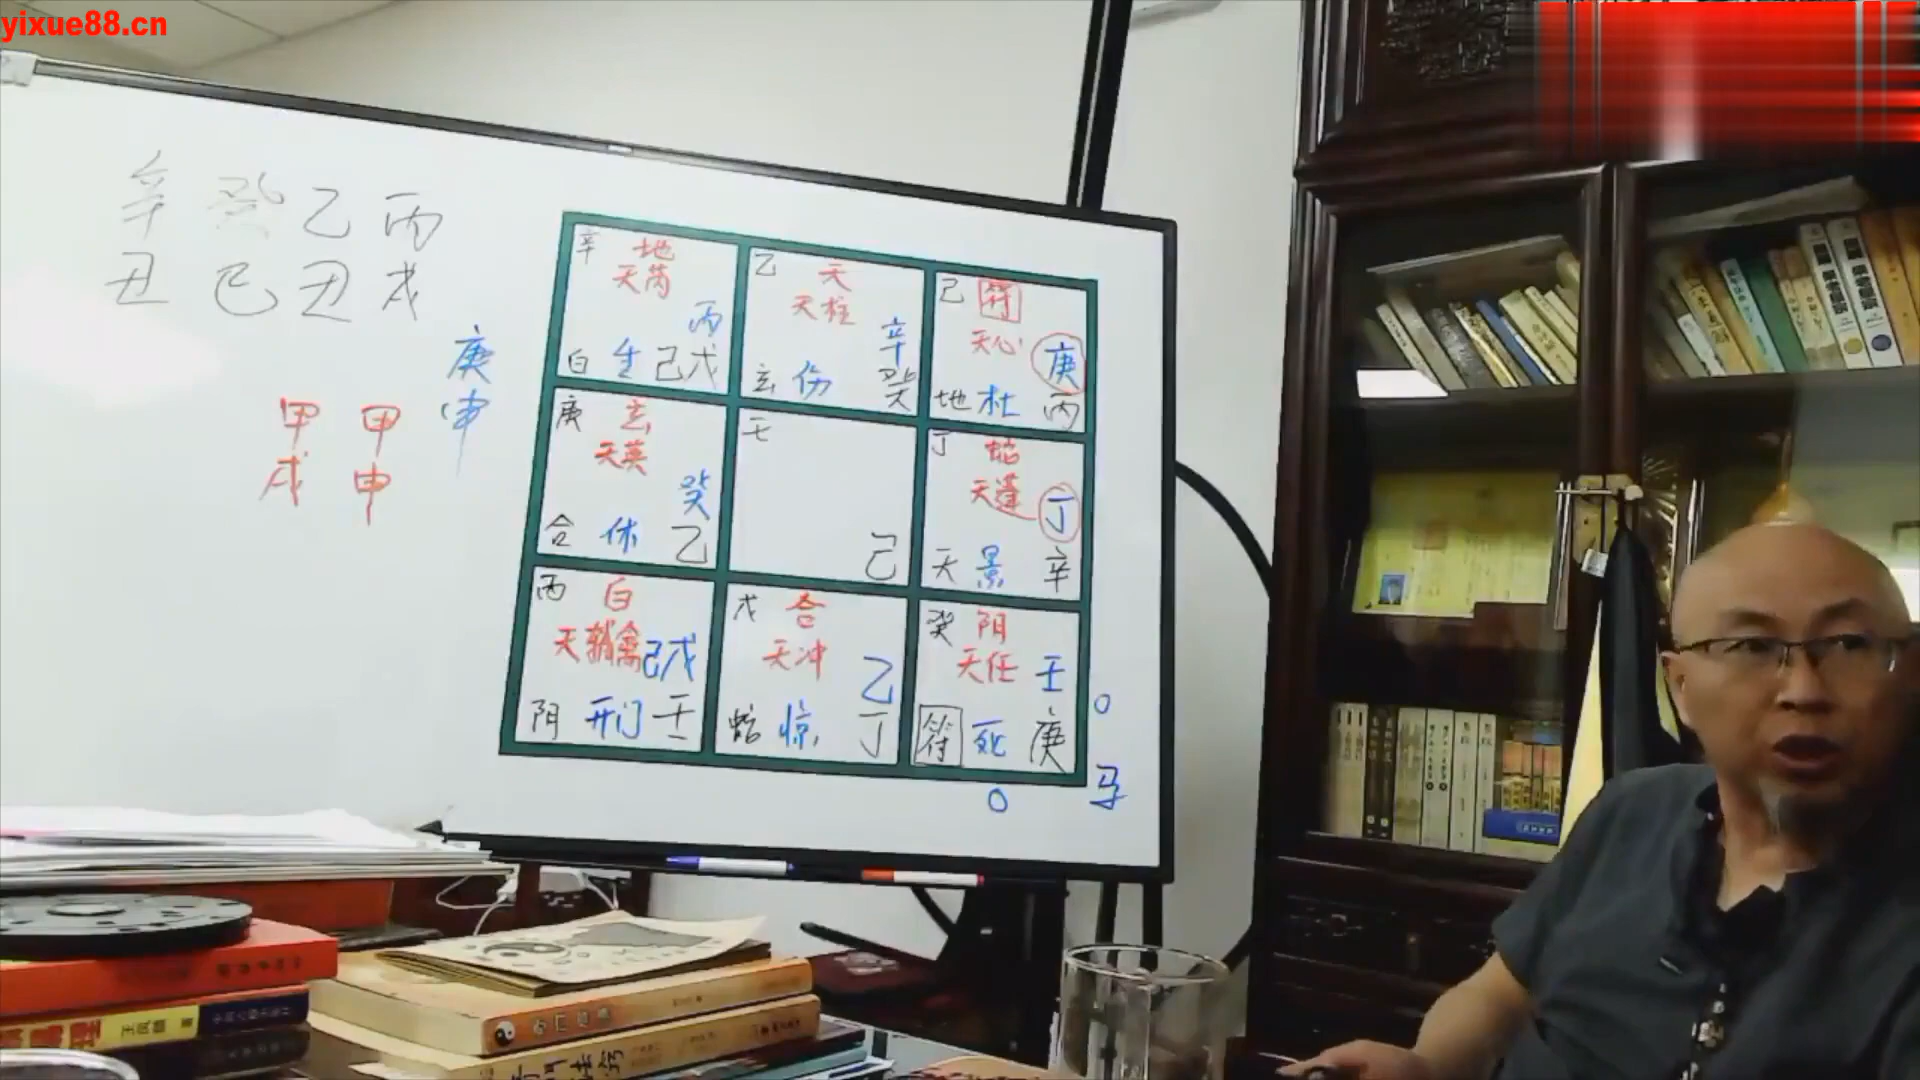 yixue88.cn
辛 癸 乙 丙
丑 巳 丑 戌
庚
申
甲 甲
戌 申
辛 地
天芮
丙
白 生 己戊
乙 天
天柱
辛
玄 伤 癸
己 符
天心
庚
地 杜 丙
庚 玄
天英
癸
合 休 乙
壬
己
丁 蛇
天蓬
丁
天 景 辛
丙 白
天辅禽 己戊
阴 开门 壬
戊 合
天冲
乙
蛇 惊 丁
癸 阴
天任 壬
符 死 庚
0
0
马